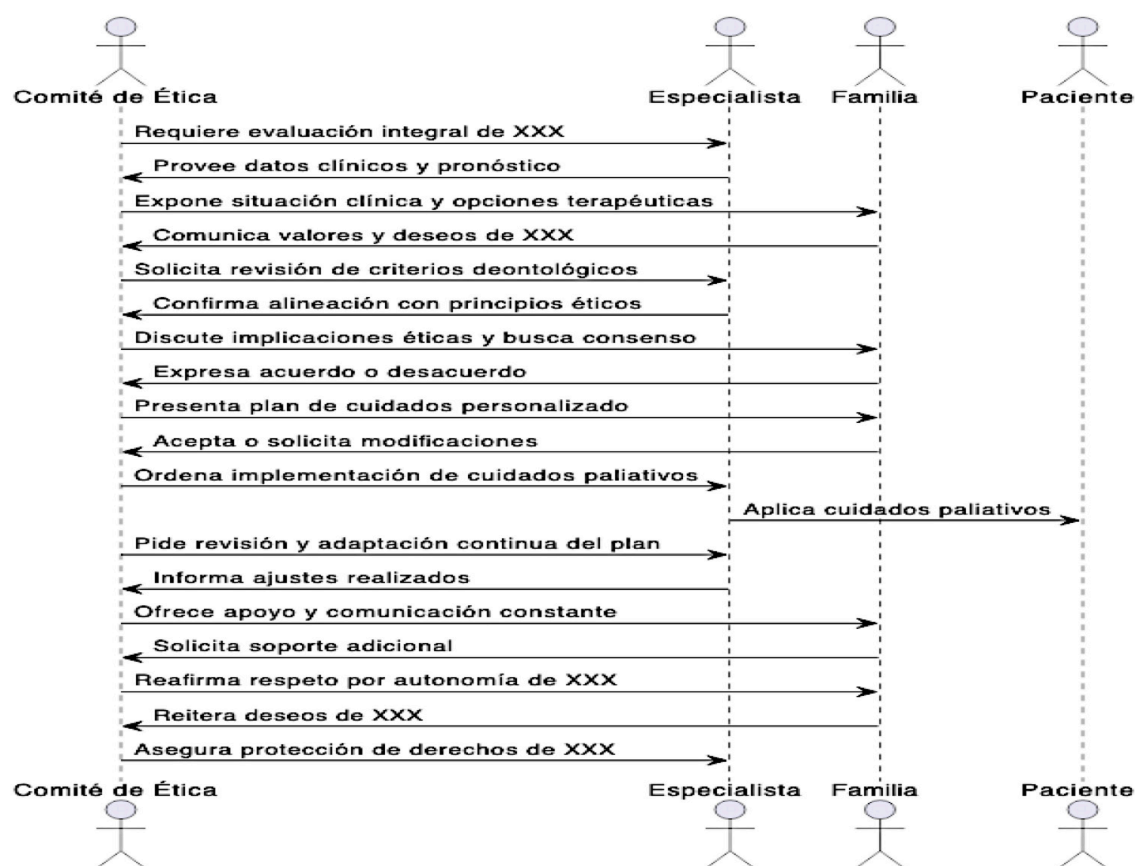 Comité de Ética
Especialista
Familia
Paciente
Requiere evaluación integral de XXX
Provee datos clínicos y pronóstico
Expone situación clínica y opciones terapéuticas
Comunica valores y deseos de XXX
Solicita revisión de criterios deontológicos
Confirma alineación con principios éticos
Discute implicaciones éticas y busca consenso
Expresa acuerdo o desacuerdo
Presenta plan de cuidados personalizado
Acepta o solicita modificaciones
Ordena implementación de cuidados paliativos
Aplica cuidados paliativos
Pide revisión y adaptación continua del plan
Informa ajustes realizados
Ofrece apoyo y comunicación constante
Solicita soporte adicional
Reafirma respeto por autonomía de XXX
Reitera deseos de XXX
Asegura protección de derechos de XXX
Comité de Ética
Especialista
Familia
Paciente